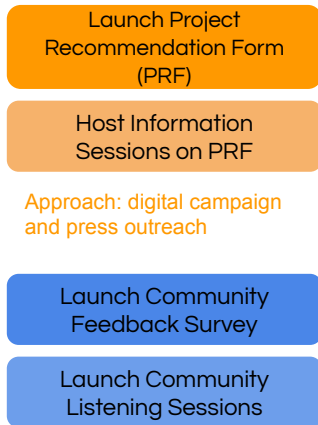 Launch Project
Recommendation Form
(PRF)
Host Information
Sessions on PRF
Approach: digital campaign
and press outreach
Launch Community
Feedback Survey
Launch Community
Listening Sessions